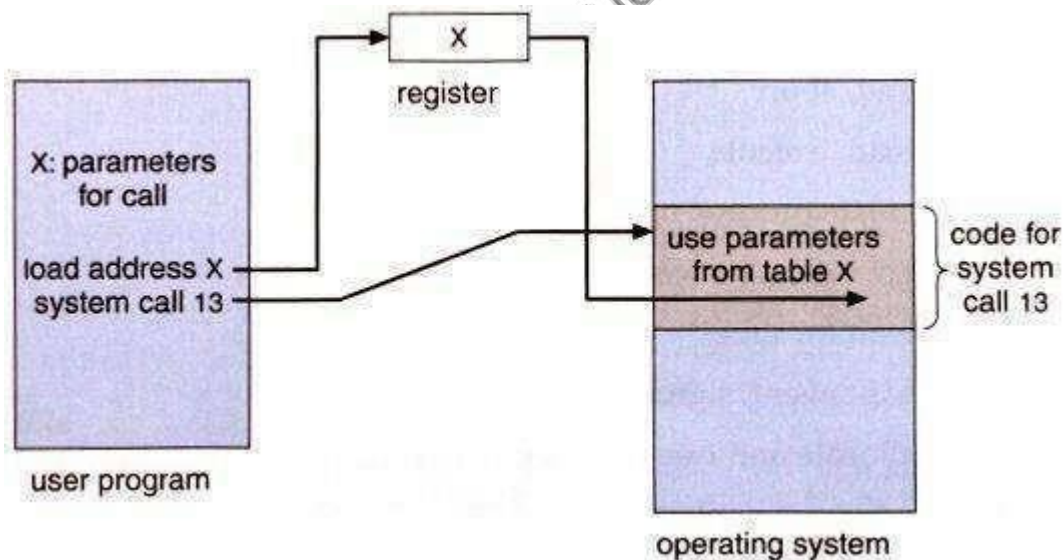 X
register
X: parameters
for call
load address X
system call 13
use parameters
from table X
code for
system
call 13
user program
operating system